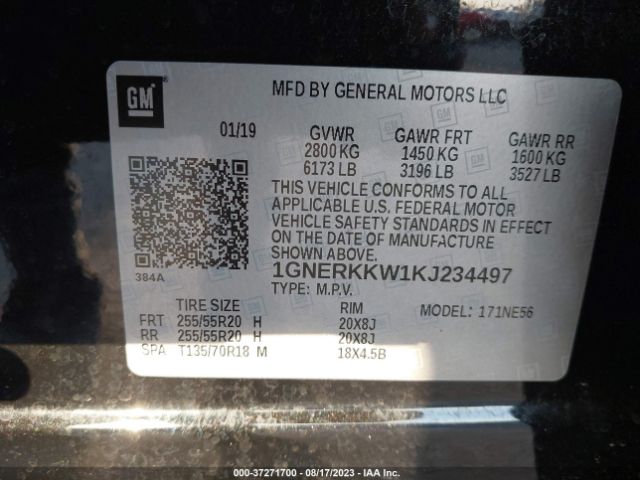 GM ®
MFD BY GENERAL MOTORS LLC
01/19 GVWR GAWR FRT GAWR RR
2800 KG 1450 KG 1600 KG
6173 LB 3196 LB 3527 LB
THIS VEHICLE CONFORMS TO ALL
APPLICABLE U.S. FEDERAL MOTOR
VEHICLE SAFETY STANDARDS IN EFFECT
ON THE DATE OF MANUFACTURE
SHOWN ABOVE.
384A
1GNERKKW1KJ234497
TYPE: M.P.V.
MODEL: 171NE56
TIRE SIZE RIM
FRT 255/55R20 H 20X8J
RR 255/55R20 H 20X8J
SPA T135/70R18 M 18X4.5B
000-37271700 - 08/17/2023 - IAA Inc.